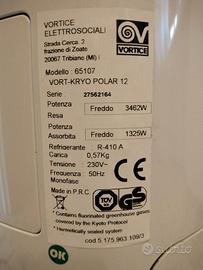 VORTICE
ELETTROSOCIALI
Strada Cerca. 2
frazione di Zoate
20067 Tribiano (MI) I
VORTICE
Modello : 65107
VORT-KRYO POLAR 12
Serie : 27562164
Potenza Resa Freddo 3462W
Potenza Assorbita Freddo 1325W
Refrigerante : R-410 A
Carica : 0,57Kg
Tensione : 230V~
Frequenza : 50Hz
Made in P.R.C.
* Contains fluorinated greenhouse gases
covered by the Kyoto Protocol
* Hermetically sealed system
cod.5.175.963.109/3
OK
TÜV
GS